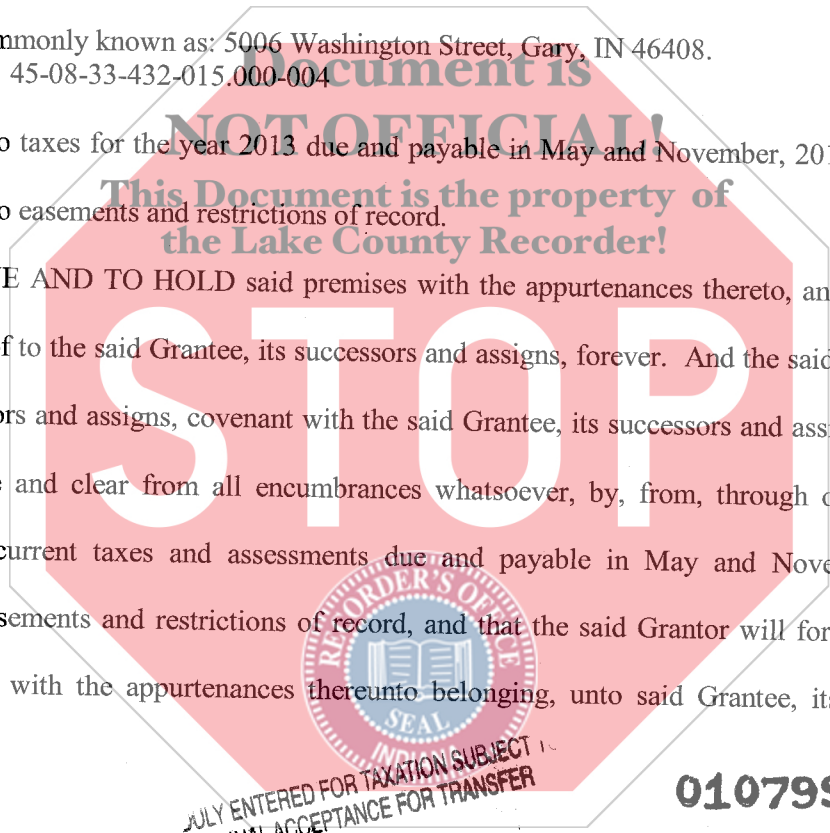 mmonly known as: 5006 Washington Street, Gary, IN 46408.
45-08-33-432-015.000-004
Document is
NOT OFFICIAL!
o taxes for the year 2013 due and payable in May and November, 201
This Document is the property of
o easements and restrictions of record.
the Lake County Recorder!
E AND TO HOLD said premises with the appurtenances thereto, an
STOP
f to the said Grantee, its successors and assigns, forever. And the said
ors and assigns, covenant with the said Grantee, its successors and assi
and clear from all encumbrances whatsoever, by, from, through o
current taxes and assessments due and payable in May and Nove
sements and restrictions of record, and that the said Grantor will for
with the appurtenances thereunto belonging, unto said Grantee, its
RECORDER'S OFFICE
SEAL
INDIANA
DULY ENTERED FOR TAXATION SUBJECT
ACCEPTANCE FOR TRANSFER
010799